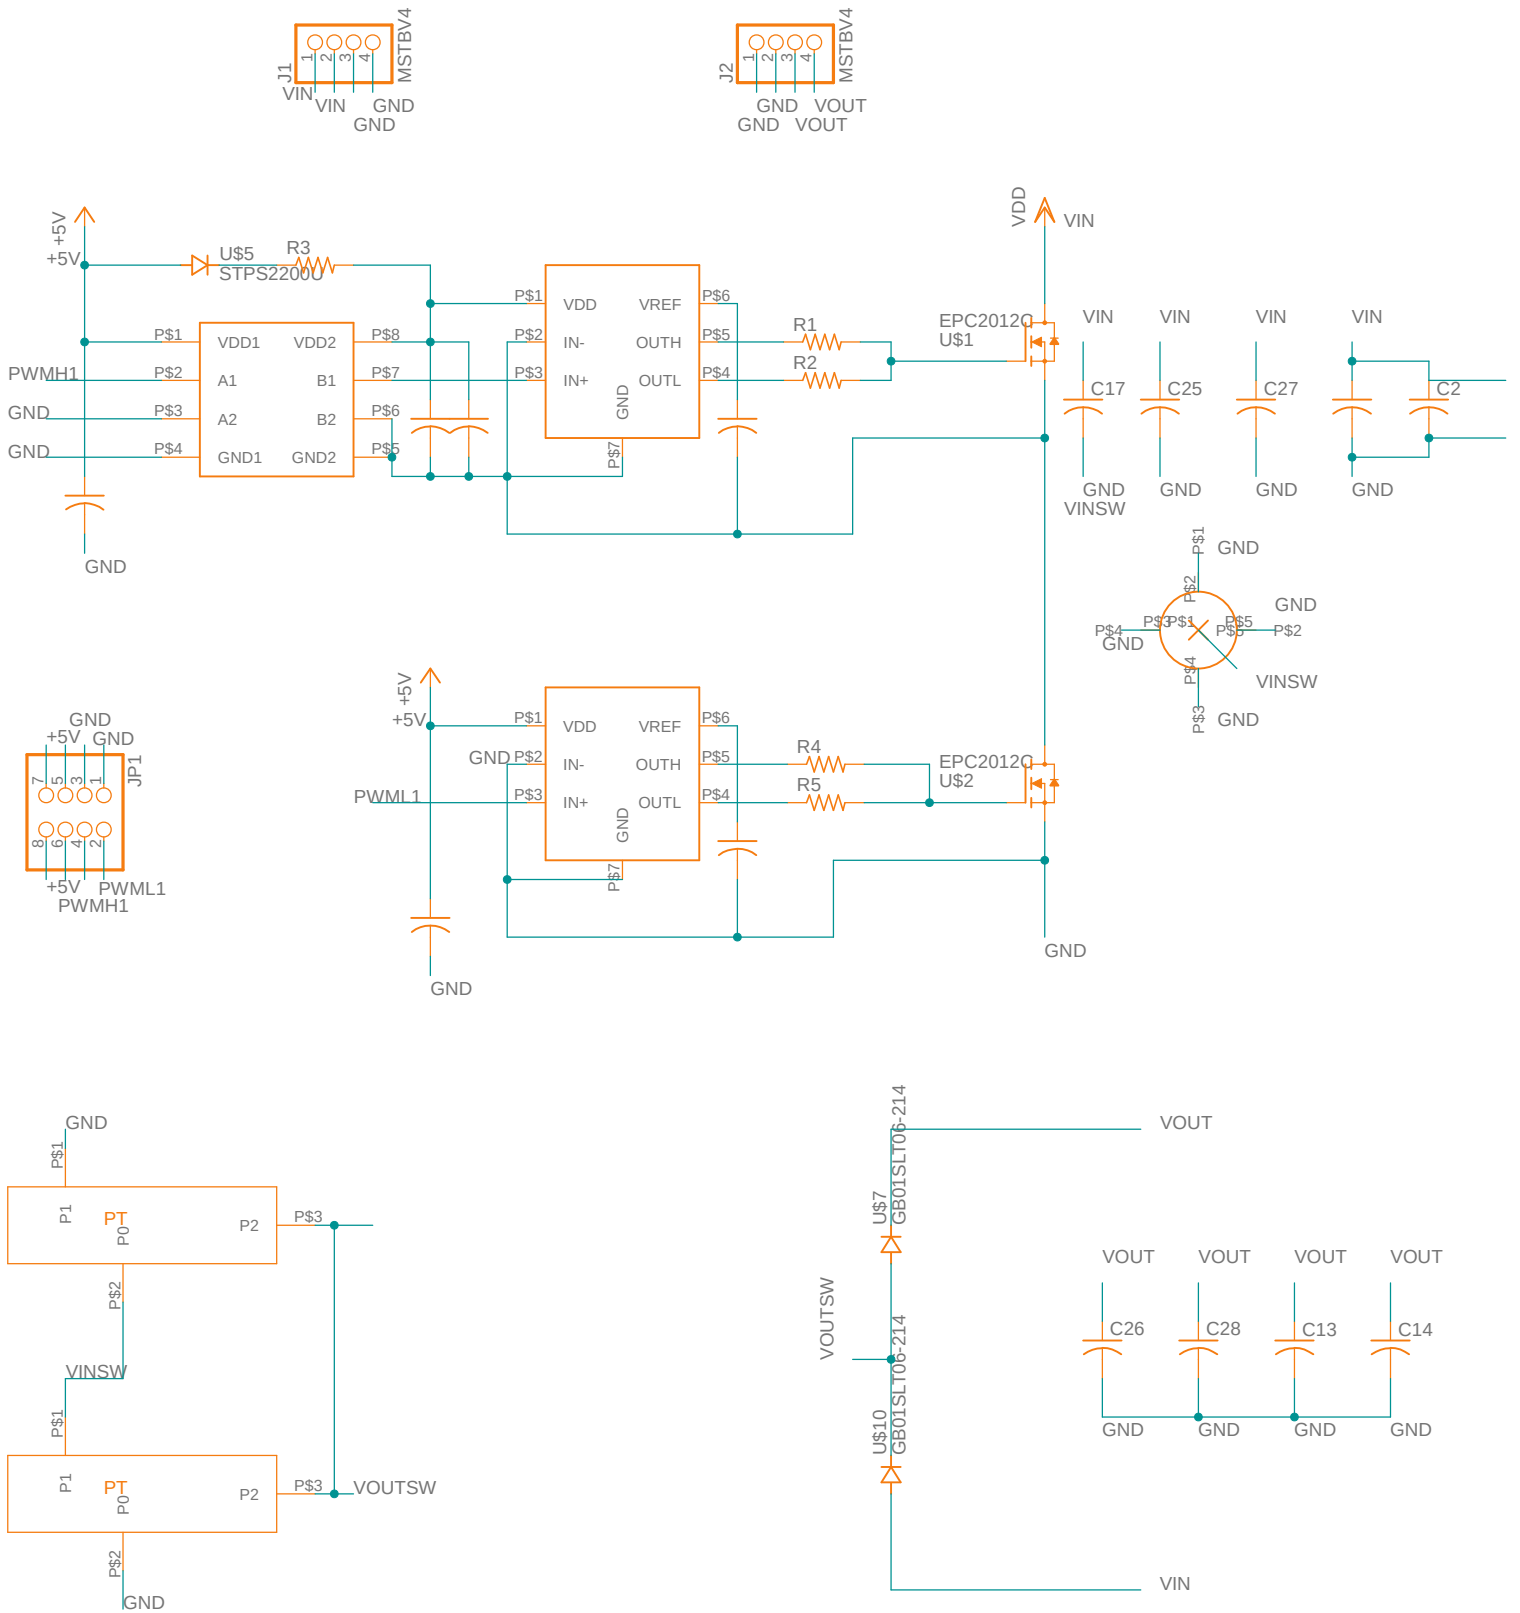 J1
1
2
3
4
MSTBV4
VIN
VIN
GND
GND
J2
1
2
3
4
MSTBV4
GND
VOUT
GND
VOUT
+5V
+5V
U$5
STPS2200U
R3
P$1
VDD1
VDD2
P$8
PWMH1
P$2
A1
B1
P$7
GND
P$3
A2
B2
P$6
GND
P$4
GND1
GND2
P$5
GND
P$1
VDD
VREF
P$6
P$2
IN-
OUTH
P$5
P$3
IN+
OUTL
P$4
GND
P$7
R1
R2
VDD
VIN
EPC2012C
U$1
VIN
VIN
VIN
VIN
C17
C25
C27
C2
GND
GND
GND
GND
VINSW
P$1
GND
P$2
GND
P$4
P$3
P$1
P$5
P$2
GND
P$4
VINSW
P$3
GND
+5V
+5V
P$1
VDD
VREF
P$6
GND
P$2
IN-
OUTH
P$5
PWML1
P$3
IN+
OUTL
P$4
GND
P$7
R4
R5
EPC2012C
U$2
GND
GND
GND
+5V
GND
7
5
3
1
JP1
8
6
4
2
+5V
PWML1
PWMH1
GND
P$1
P1
PT
P0
P2
P$3
P$2
VINSW
P$1
P1
PT
P0
P2
P$3
VOUTSW
P$2
GND
VOUT
U$7
GB01SLT06-214
VOUTSW
U$10
GB01SLT06-214
VIN
VOUT
VOUT
VOUT
VOUT
C26
C28
C13
C14
GND
GND
GND
GND